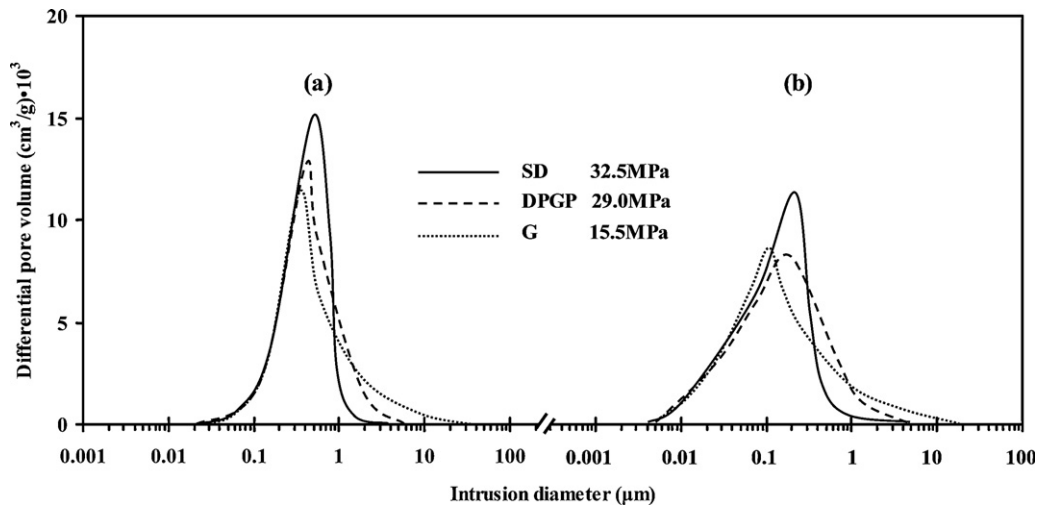 20
15
10
5
0
Differential pore volume (cm³/g)•10³
(a)
(b)
SD 32.5MPa
DPGP 29.0MPa
G 15.5MPa
0.001 0.01 0.1 1 10 100 0.001 0.01 0.1 1 10 100
Intrusion diameter (µm)